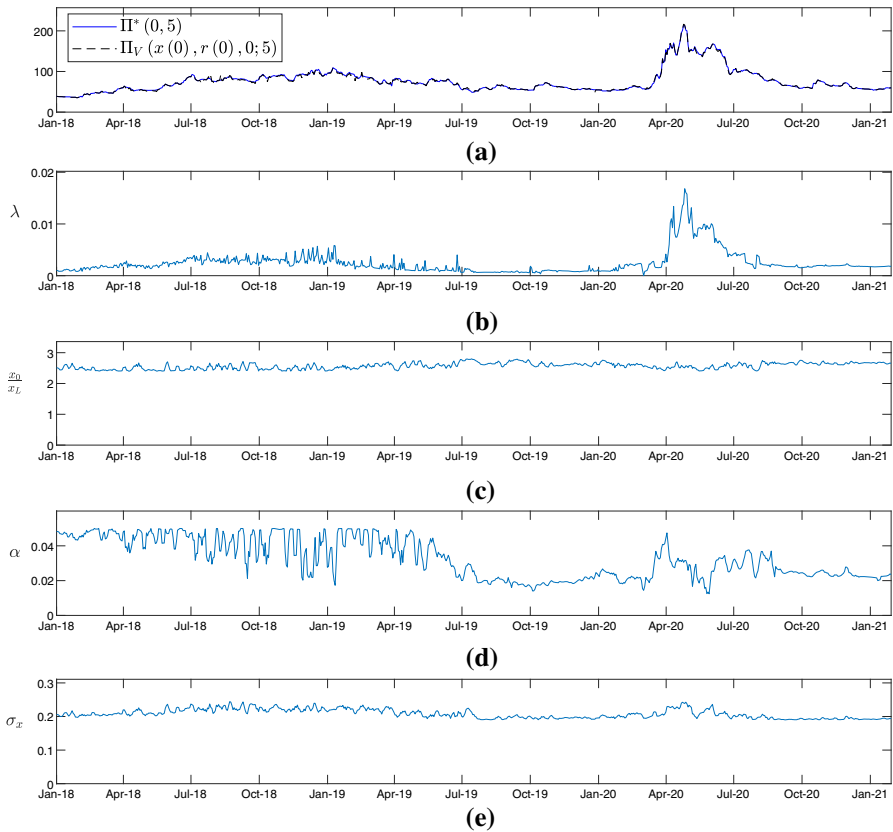 Π* (0, 5)
Π_V (x (0) , r (0) , 0; 5)
200
100
0
Jan-18 Apr-18 Jul-18 Oct-18 Jan-19 Apr-19 Jul-19 Oct-19 Jan-20 Apr-20 Jul-20 Oct-20 Jan-21
(a)
0.02
λ
0.01
0
Jan-18 Apr-18 Jul-18 Oct-18 Jan-19 Apr-19 Jul-19 Oct-19 Jan-20 Apr-20 Jul-20 Oct-20 Jan-21
(b)
3
x_0/x_L
2
1
0
Jan-18 Apr-18 Jul-18 Oct-18 Jan-19 Apr-19 Jul-19 Oct-19 Jan-20 Apr-20 Jul-20 Oct-20 Jan-21
(c)
0.04
α
0.02
0
Jan-18 Apr-18 Jul-18 Oct-18 Jan-19 Apr-19 Jul-19 Oct-19 Jan-20 Apr-20 Jul-20 Oct-20 Jan-21
(d)
0.3
σ_x
0.2
0.1
0
Jan-18 Apr-18 Jul-18 Oct-18 Jan-19 Apr-19 Jul-19 Oct-19 Jan-20 Apr-20 Jul-20 Oct-20 Jan-21
(e)